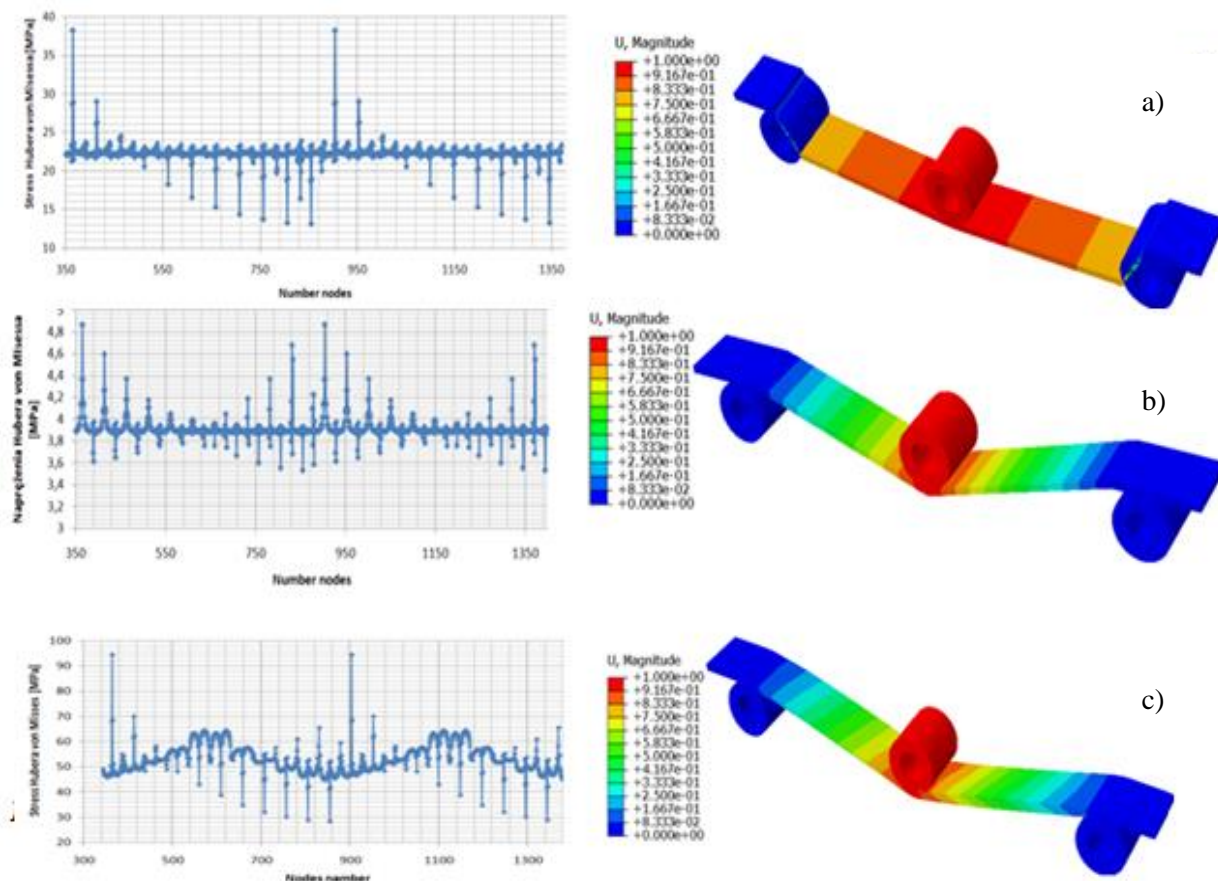 Stress Hubera von Misessa[MPa]
40
35
30
25
20
15
10
350
550
750
950
1150
1350
Number nodes
U, Magnitude
+1.000e+00
+9.167e-01
+8.333e-01
+7.500e-01
+6.667e-01
+5.833e-01
+5.000e-01
+4.167e-01
+3.333e-01
+2.500e-01
+1.667e-01
+8.333e-02
+0.000e+00
a)
Naprężenia Hubera von Misessa
[MPa]
5
4,8
4,6
4,4
4,2
4
3,8
3,6
3,4
3,2
3
350
550
750
950
1150
1350
Number nodes
U, Magnitude
+1.000e+00
+9.167e-01
+8.333e-01
+7.500e-01
+6.667e-01
+5.833e-01
+5.000e-01
+4.167e-01
+3.333e-01
+2.500e-01
+1.667e-01
+8.333e-02
+0.000e+00
b)
Stress Hubera von Misses [MPa]
100
90
80
70
60
50
40
30
20
300
500
700
900
1100
1300
Nodes namber
U, Magnitude
+1.000e+00
+9.167e-01
+8.333e-01
+7.500e-01
+6.667e-01
+5.833e-01
+5.000e-01
+4.167e-01
+3.333e-01
+2.500e-01
+1.667e-01
+8.333e-02
+0.000e+00
c)